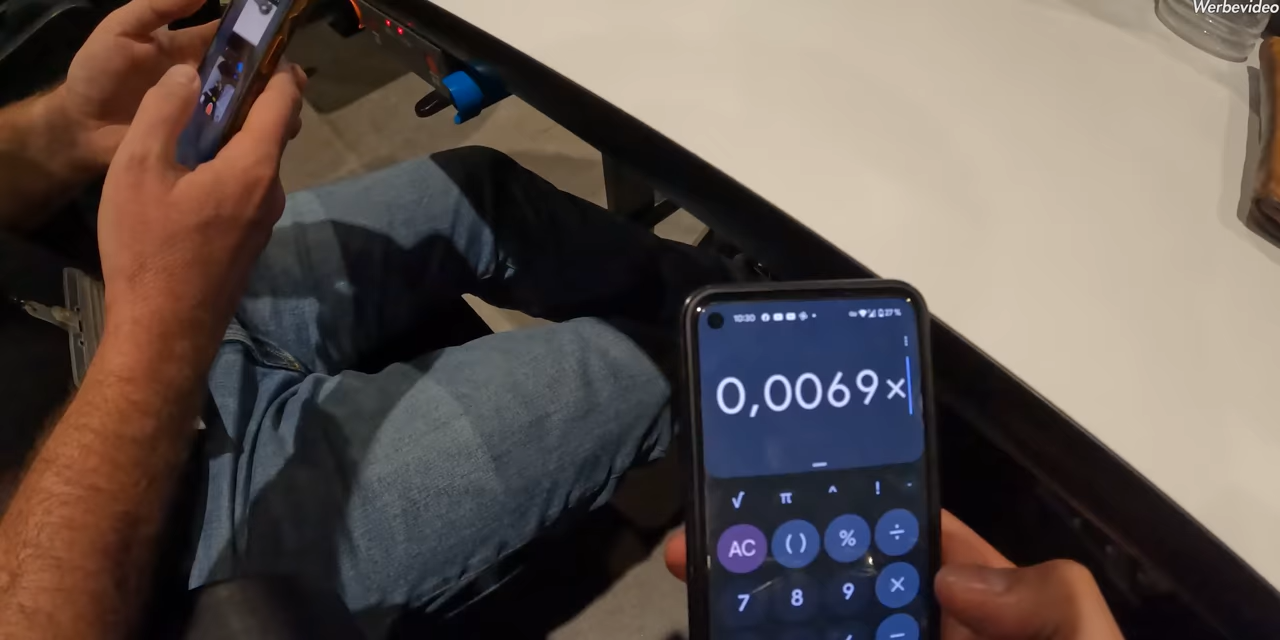 Werbevideo
10:30 27%
0,0069×
√ π ^ !
AC ( ) % ÷
7 8 9 ×
−